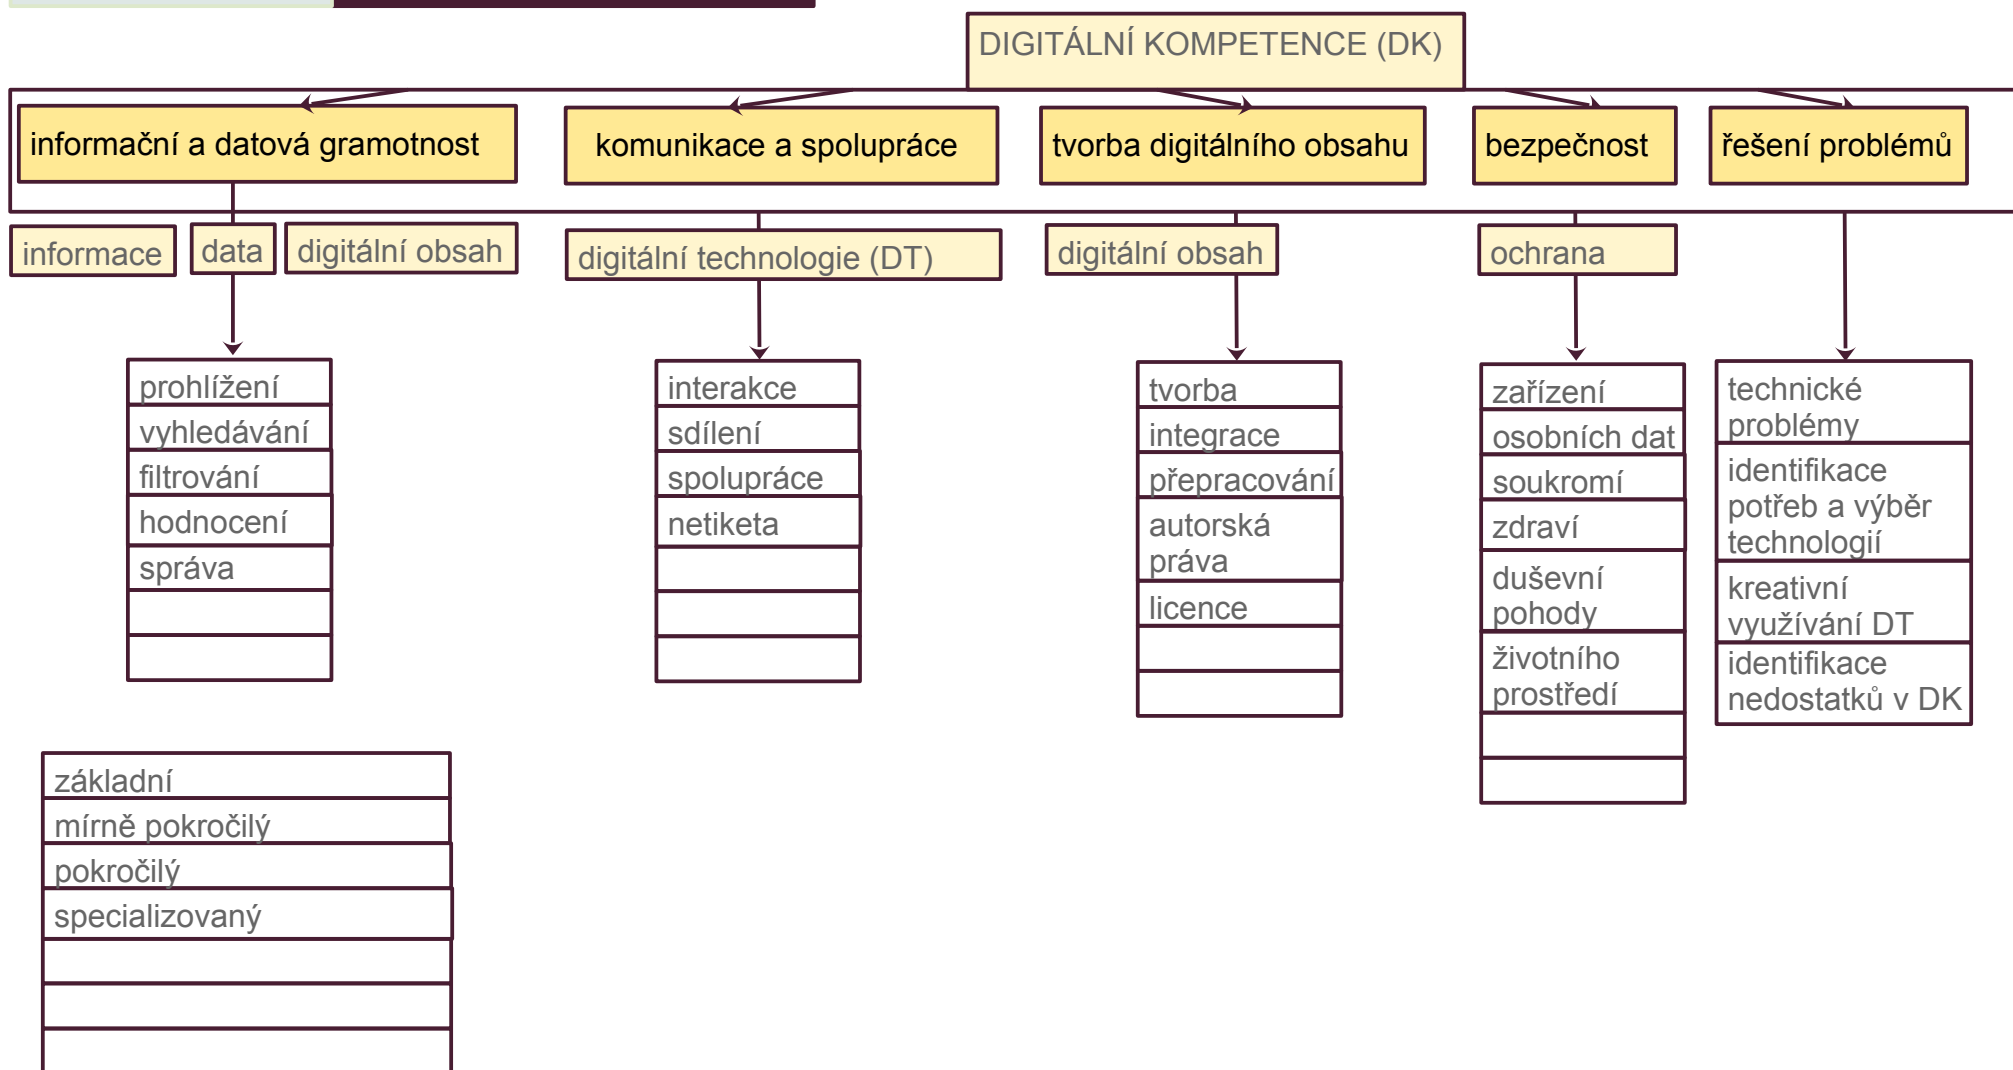 DIGITÁLNÍ KOMPETENCE (DK)
informační a datová gramotnost
komunikace a spolupráce
tvorba digitálního obsahu
bezpečnost
řešení problémů
informace
data
digitální obsah
digitální technologie (DT)
digitální obsah
ochrana
prohlížení
vyhledávání
filtrování
hodnocení
správa
interakce
sdílení
spolupráce
netiketa
tvorba
integrace
přepracování
autorská
práva
licence
zařízení
osobních dat
soukromí
zdraví
duševní
pohody
životního
prostředí
technické
problémy
identifikace
potřeb a výběr
technologií
kreativní
využívání DT
identifikace
nedostatků v DK
základní
mírně pokročilý
pokročilý
specializovaný